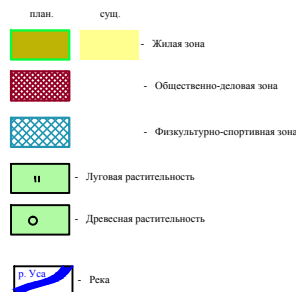 план. сущ.
- Жилая зона
- Общественно-деловая зона
- Физкультурно-спортивная зона
- Луговая растительность
- Древесная растительность
р. Уса - Река